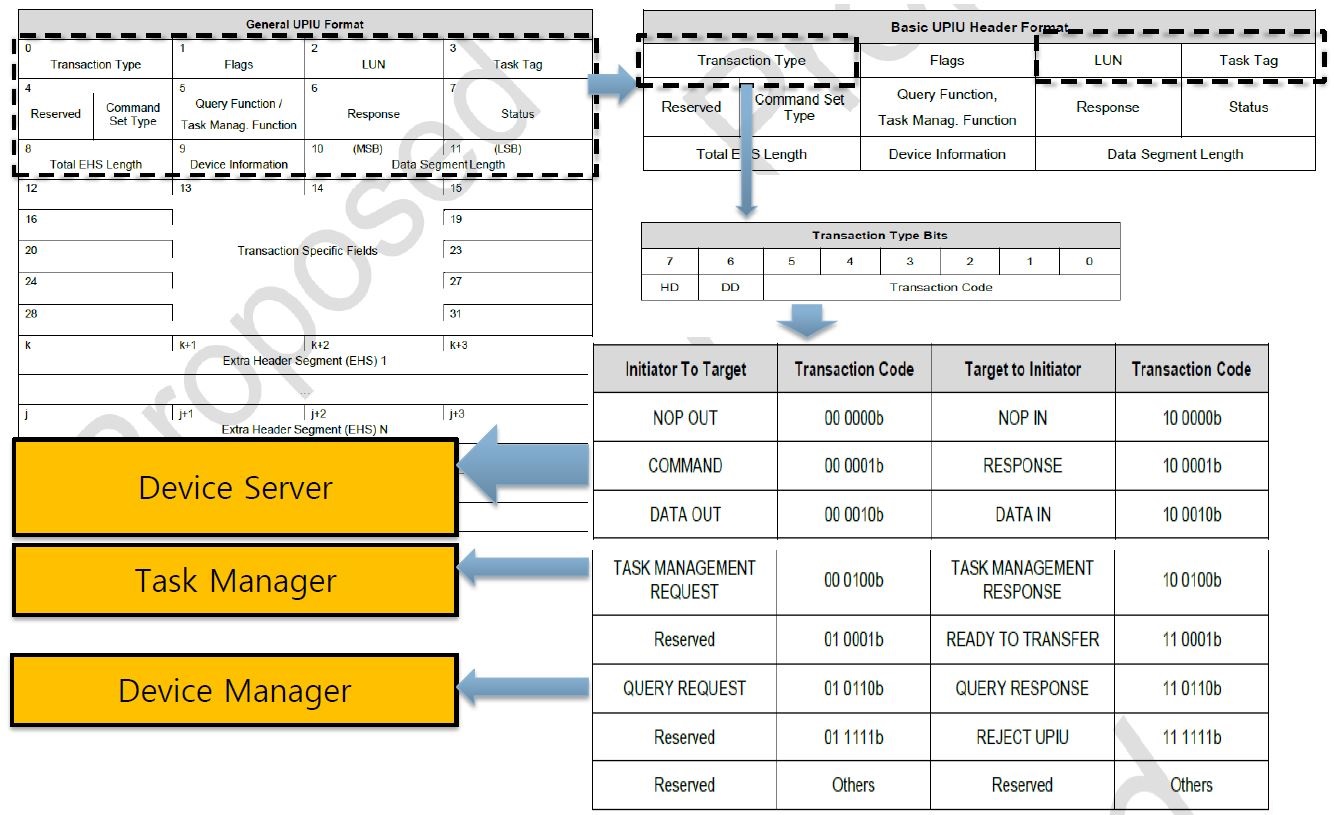 General UPIU Format
0 1 2 3
Transaction Type Flags LUN Task Tag
4 5 6 7
Reserved Command Set Type Query Function / Task Manag. Function Response Status
8 9 10 (MSB) 11 (LSB)
Total EHS Length Device Information Data Segment Length
12 13 14 15
16 19
20 Transaction Specific Fields 23
24 27
28 31
k k+1 k+2 k+3
Extra Header Segment (EHS) 1
...
j j+1 j+2 j+3
Extra Header Segment (EHS) N
Device Server
Task Manager
Device Manager
Basic UPIU Header Format
Transaction Type Flags LUN Task Tag
Reserved Command Set Type Query Function, Task Manag. Function Response Status
Total EHS Length Device Information Data Segment Length
Transaction Type Bits
7 6 5 4 3 2 1 0
HD DD Transaction Code
Initiator To Target Transaction Code Target to Initiator Transaction Code
NOP OUT 00 0000b NOP IN 10 0000b
COMMAND 00 0001b RESPONSE 10 0001b
DATA OUT 00 0010b DATA IN 10 0010b
TASK MANAGEMENT REQUEST 00 0100b TASK MANAGEMENT RESPONSE 10 0100b
Reserved 01 0001b READY TO TRANSFER 11 0001b
QUERY REQUEST 01 0110b QUERY RESPONSE 11 0110b
Reserved 01 1111b REJECT UPIU 11 1111b
Reserved Others Reserved Others
Proposed